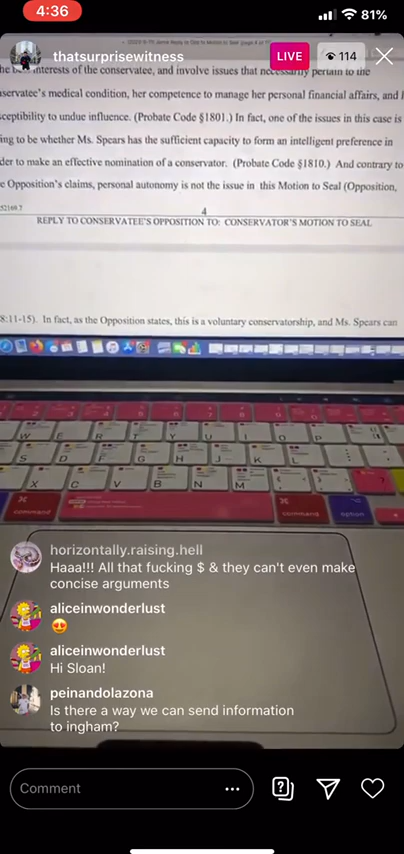 4:36
81%
thatsurprisewitness
LIVE
114
interests of the conservatee, and involve issues that necessarily pertain to the
nservatee's medical condition, her competence to manage her personal financial affairs, and
ceptibility to undue influence. (Probate Code §1801.) In fact, one of the issues in this case is
ing to be whether Ms. Spears has the sufficient capacity to form an intelligent preference in
der to make an effective nomination of a conservator. (Probate Code §1810.) And contrary to
e Opposition's claims, personal autonomy is not the issue in this Motion to Seal (Opposition,
4
REPLY TO CONSERVATEE'S OPPOSITION TO: CONSERVATOR'S MOTION TO SEAL
8:11-15). In fact, as the Opposition states, this is a voluntary conservatorship, and Ms. Spears can
W E R T Y U I O P
S D F G H J K L
X C V B N M
command command option
horizontally.raising.hell
Haaa!!! All that fucking $ & they can't even make
concise arguments
aliceinwonderlust
😍
aliceinwonderlust
Hi Sloan!
peinandolazona
Is there a way we can send information
to ingham?
Comment